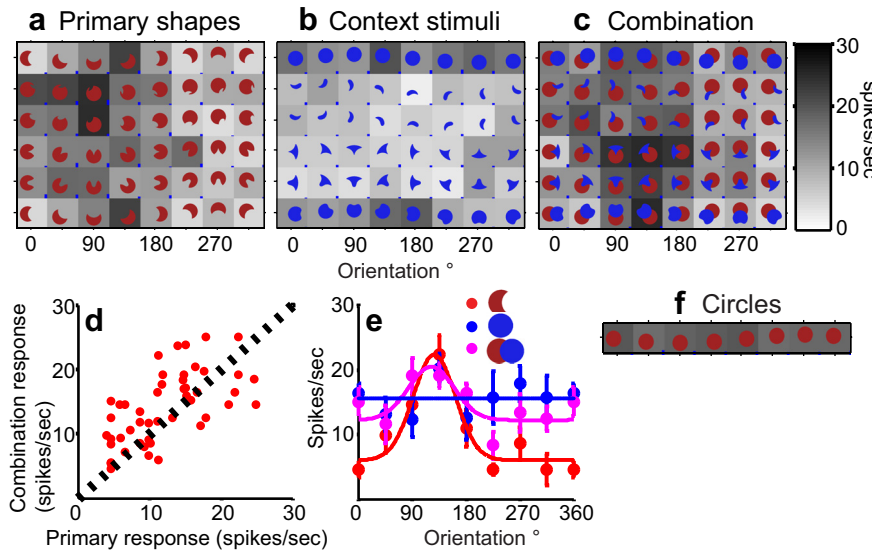 a Primary shapes
b Context stimuli
c Combination
30
20
10
0
spikes/sec
0 90 180 270
0 90 180 270
0 90 180 270
Orientation °
d
30
20
10
Combination response
(spikes/sec)
0 10 20 30
Primary response (spikes/sec)
e
30
20
10
Spikes/sec
0 90 180 270 360
Orientation °
f Circles